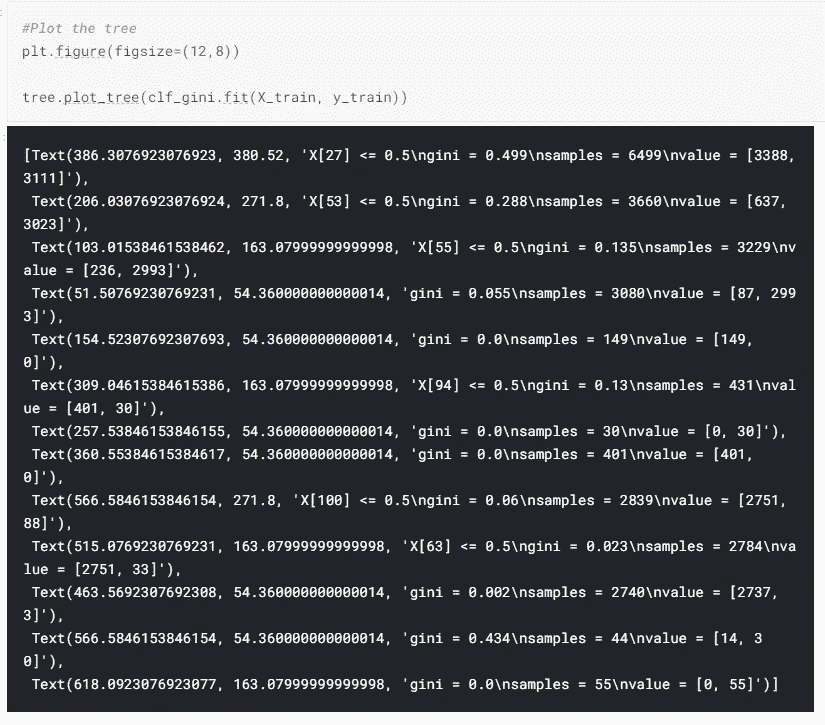 #Plot the tree
plt.figure(figsize=(12,8))
tree.plot_tree(clf_gini.fit(X_train, y_train))
[Text(386.3076923076923, 380.52, 'X[27] <= 0.5\ngini = 0.499\nsamples = 6499\nvalue = [3388,
3111]'),
Text(206.03076923076924, 271.8, 'X[53] <= 0.5\ngini = 0.288\nsamples = 3660\nvalue = [637,
3023]'),
Text(103.01538461538462, 163.07999999999998, 'X[55] <= 0.5\ngini = 0.135\nsamples = 3229\nv
alue = [236, 2993]'),
Text(51.50769230769231, 54.360000000000014, 'gini = 0.055\nsamples = 3080\nvalue = [87, 299
3]'),
Text(154.52307692307693, 54.360000000000014, 'gini = 0.0\nsamples = 149\nvalue = [149,
0]'),
Text(309.04615384615386, 163.07999999999998, 'X[94] <= 0.5\ngini = 0.13\nsamples = 431\nval
ue = [401, 30]'),
Text(257.53846153846155, 54.360000000000014, 'gini = 0.0\nsamples = 30\nvalue = [0, 30]'),
Text(360.55384615384617, 54.360000000000014, 'gini = 0.0\nsamples = 401\nvalue = [401,
0]'),
Text(566.5846153846154, 271.8, 'X[100] <= 0.5\ngini = 0.06\nsamples = 2839\nvalue = [2751,
88]'),
Text(515.0769230769231, 163.07999999999998, 'X[63] <= 0.5\ngini = 0.023\nsamples = 2784\nva
lue = [2751, 33]'),
Text(463.5692307692308, 54.360000000000014, 'gini = 0.002\nsamples = 2740\nvalue = [2737,
3]'),
Text(566.5846153846154, 54.360000000000014, 'gini = 0.434\nsamples = 44\nvalue = [14, 3
0]'),
Text(618.0923076923077, 163.07999999999998, 'gini = 0.0\nsamples = 55\nvalue = [0, 55]')]